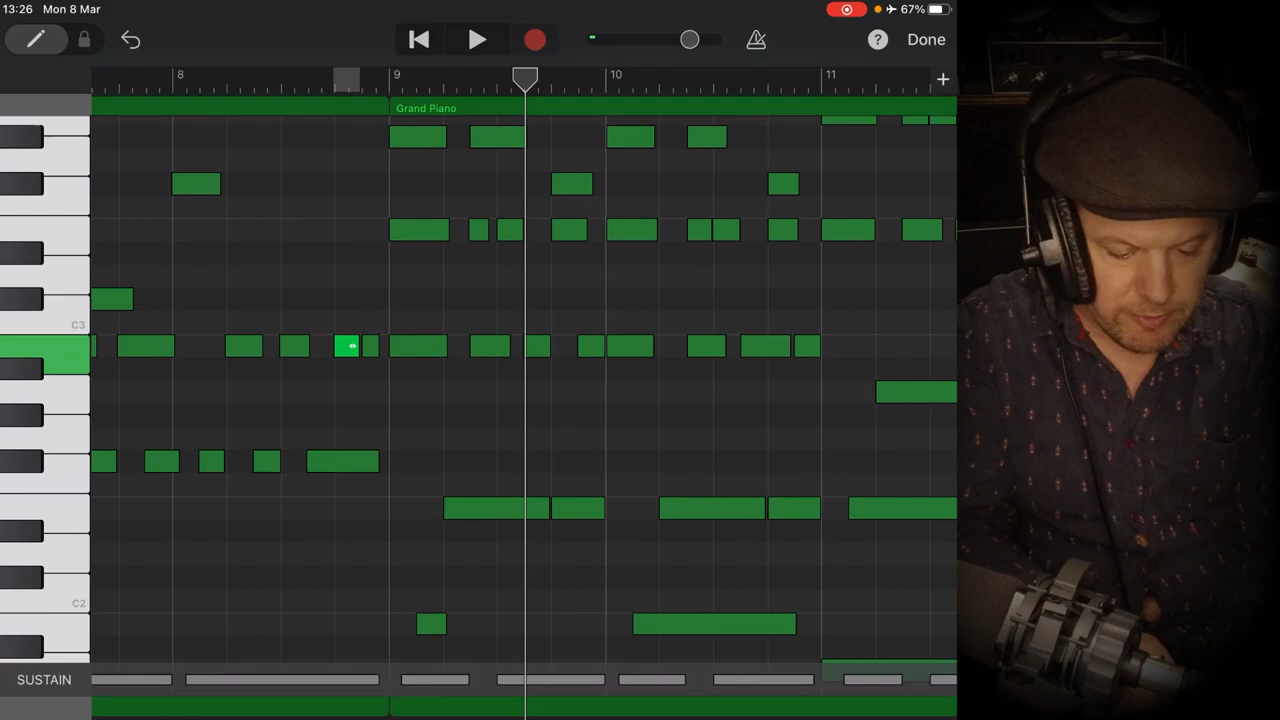 13:26 Mon 8 Mar
67%
? Done
8 9 10 11
Grand Piano
C3
C2
SUSTAIN